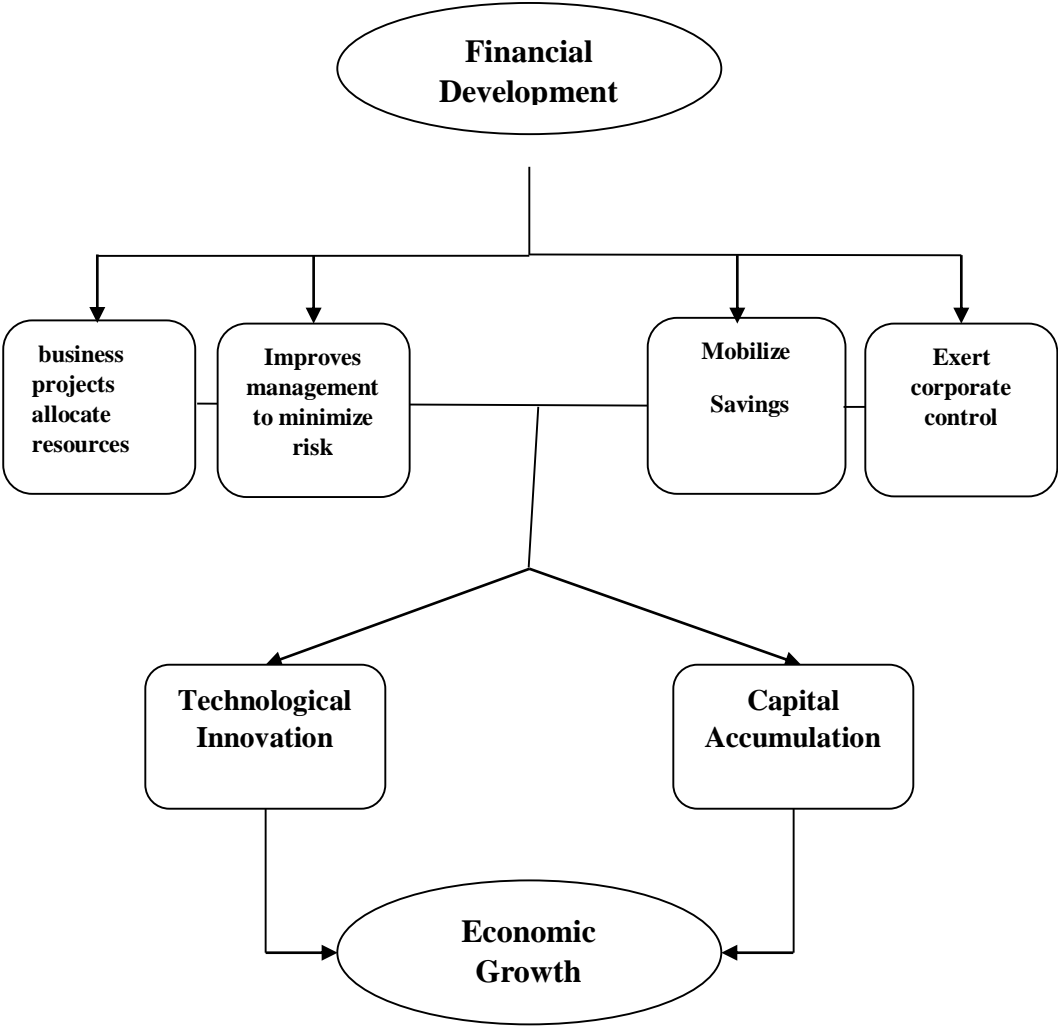 Financial
Development
business
projects
allocate
resources
Improves
management
to minimize
risk
Mobilize
Savings
Exert
corporate
control
Technological
Innovation
Capital
Accumulation
Economic
Growth